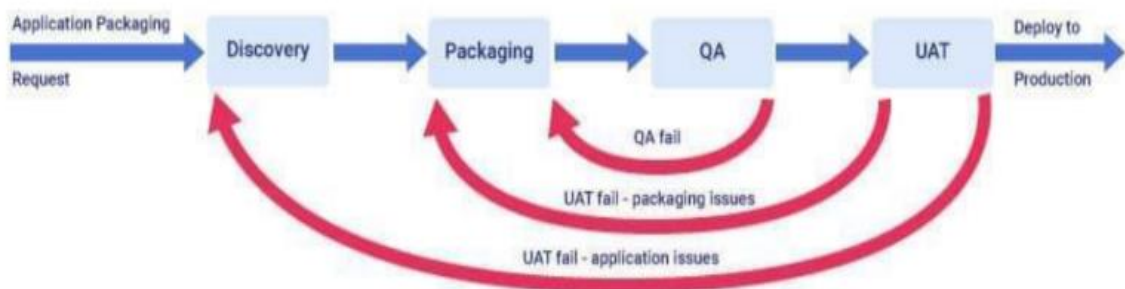 Application Packaging
Request
Discovery
Packaging
QA
UAT
Deploy to
Production
QA fail
UAT fail - packaging issues
UAT fail - application issues